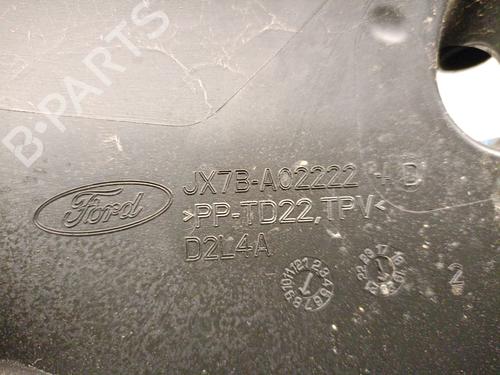 B-PARTS
Ford
JX7B-A02222 -
>PP-TD22,TPV<
D2L4A
2